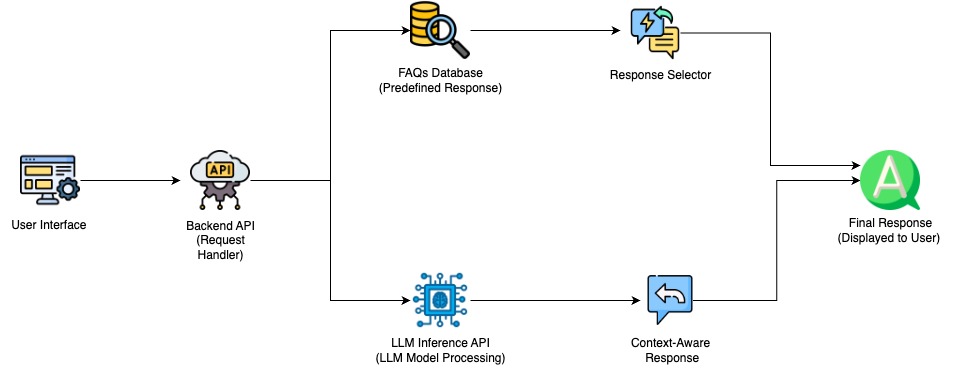 FAQs Database
(Predefined Response)
Response Selector
User Interface
API
Backend API
(Request
Handler)
A
Final Response
(Displayed to User)
LLM Inference API
(LLM Model Processing)
Context-Aware
Response